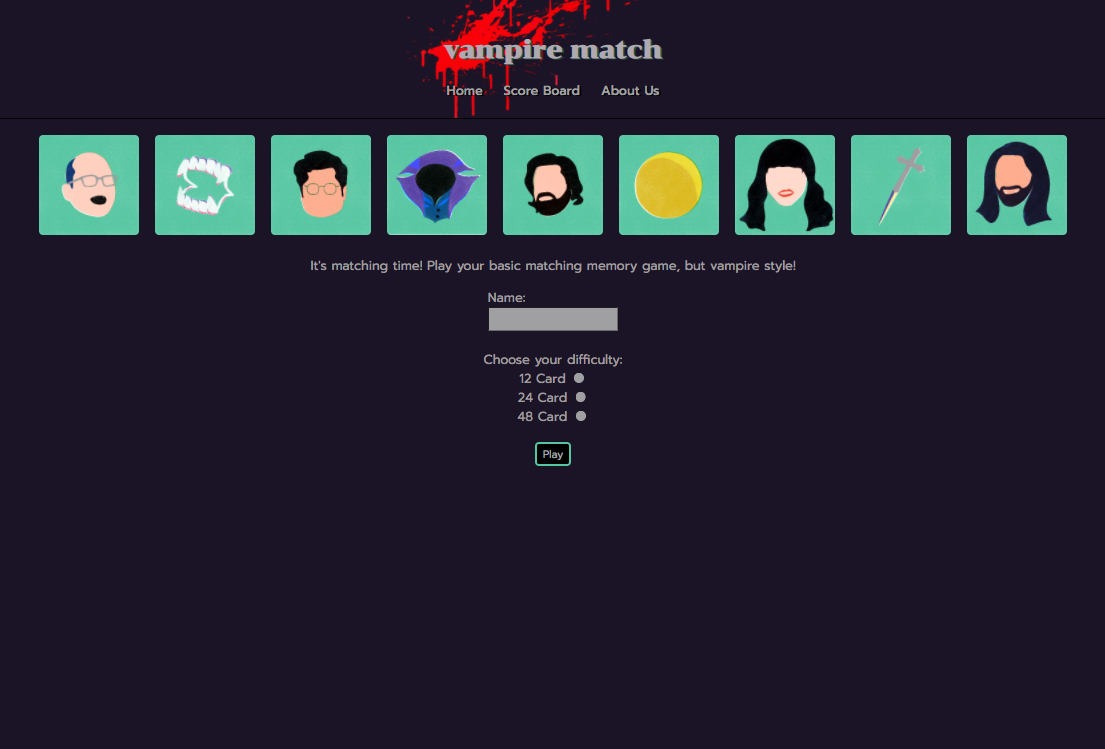 vampire match
Home Score Board About Us
It's matching time! Play your basic matching memory game, but vampire style!
Name:
Choose your difficulty:
12 Card
24 Card
48 Card
Play